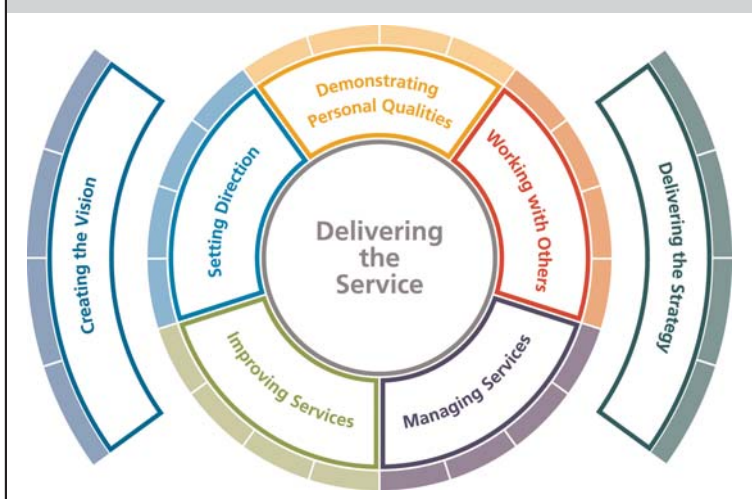 Demonstrating
Personal Qualities
Working with Others
Managing Services
Improving Services
Setting Direction
Delivering
the
Service
Creating the Vision
Delivering the Strategy